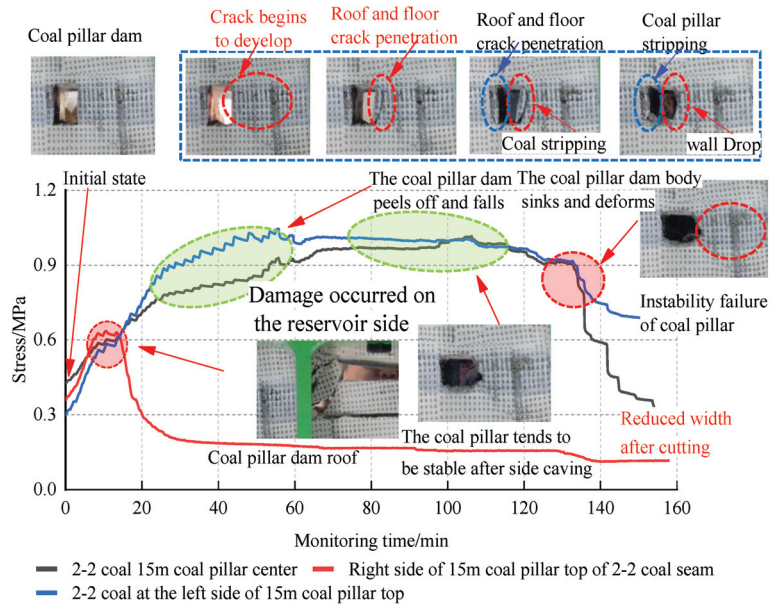 Coal pillar dam
Crack begins
to develop
Roof and floor
crack penetration
Roof and floor
crack penetration
Coal pillar
stripping
Coal stripping
wall Drop
Initial state
The coal pillar dam
peels off and falls
The coal pillar dam body
sinks and deforms
Damage occurred on
the reservoir side
Instability failure
of coal pillar
Coal pillar dam roof
The coal pillar tends to
be stable after side caving
Reduced width
after cutting
Stress/MPa
1.2
0.9
0.6
0.3
0.0
0 20 40 60 80 100 120 140 160
Monitoring time/min
2-2 coal 15m coal pillar center
Right side of 15m coal pillar top of 2-2 coal seam
2-2 coal at the left side of 15m coal pillar top